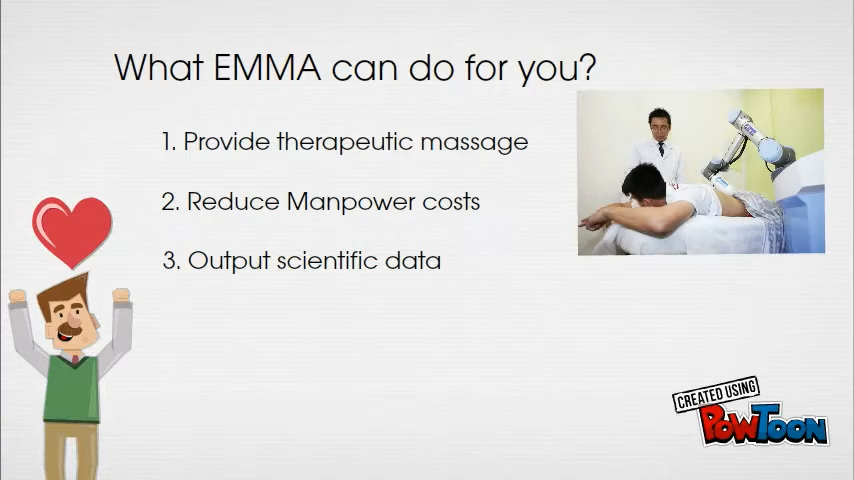 What EMMA can do for you?
1. Provide therapeutic massage
2. Reduce Manpower costs
3. Output scientific data
CREATED USING
POWTOON